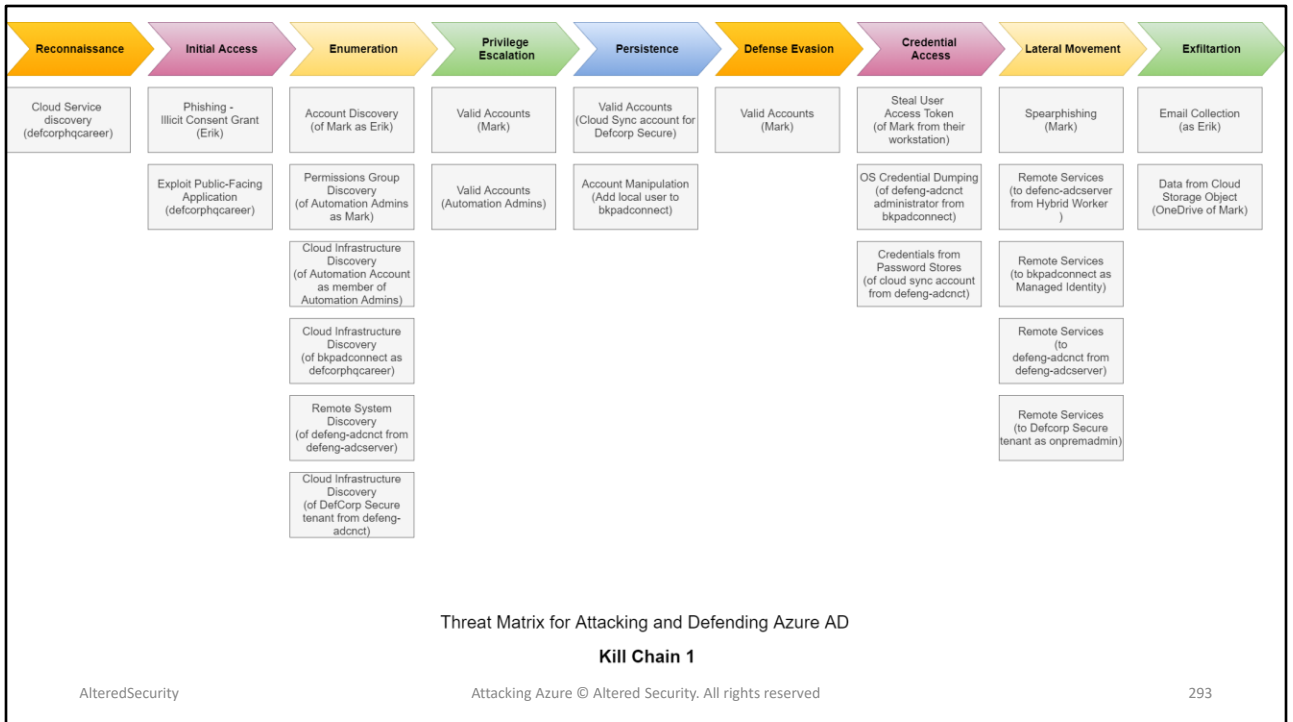 Reconnaissance
Initial Access
Enumeration
Privilege
Escalation
Persistence
Defense Evasion
Credential
Access
Lateral Movement
Exfiltartion
Cloud Service
discovery
(defcorphqcareer)
Phishing -
Illicit Consent Grant
(Erik)
Exploit Public-Facing
Application
(defcorphqcareer)
Account Discovery
(of Mark as Erik)
Permissions Group
Discovery
(of Automation Admins
as Mark)
Cloud Infrastructure
Discovery
(of Automation Account
as member of
Automation Admins)
Cloud Infrastructure
Discovery
(of bkpadconnect as
defcorphqcareer)
Remote System
Discovery
(of defeng-adcnct from
defeng-adcserver)
Cloud Infrastructure
Discovery
(of DefCorp Secure
tenant from defeng-
adcnct)
Valid Accounts
(Mark)
Valid Accounts
(Automation Admins)
Valid Accounts
(Cloud Sync account for
Defcorp Secure)
Account Manipulation
(Add local user to
bkpadconnect)
Valid Accounts
(Mark)
Steal User
Access Token
(of Mark from their
workstation)
OS Credential Dumping
(of defeng-adcnct
administrator from
bkpadconnect)
Credentials from
Password Stores
(of cloud sync account
from defeng-adcnct)
Spearphishing
(Mark)
Remote Services
(to defenc-adcserver
from Hybrid Worker
)
Remote Services
(to bkpadconnect as
Managed Identity)
Remote Services
(to
defeng-adcnct from
defeng-adcserver)
Remote Services
(to Defcorp Secure
tenant as onpremadmin)
Email Collection
(as Erik)
Data from Cloud
Storage Object
(OneDrive of Mark)
Threat Matrix for Attacking and Defending Azure AD
Kill Chain 1
AlteredSecurity
Attacking Azure © Altered Security. All rights reserved
293